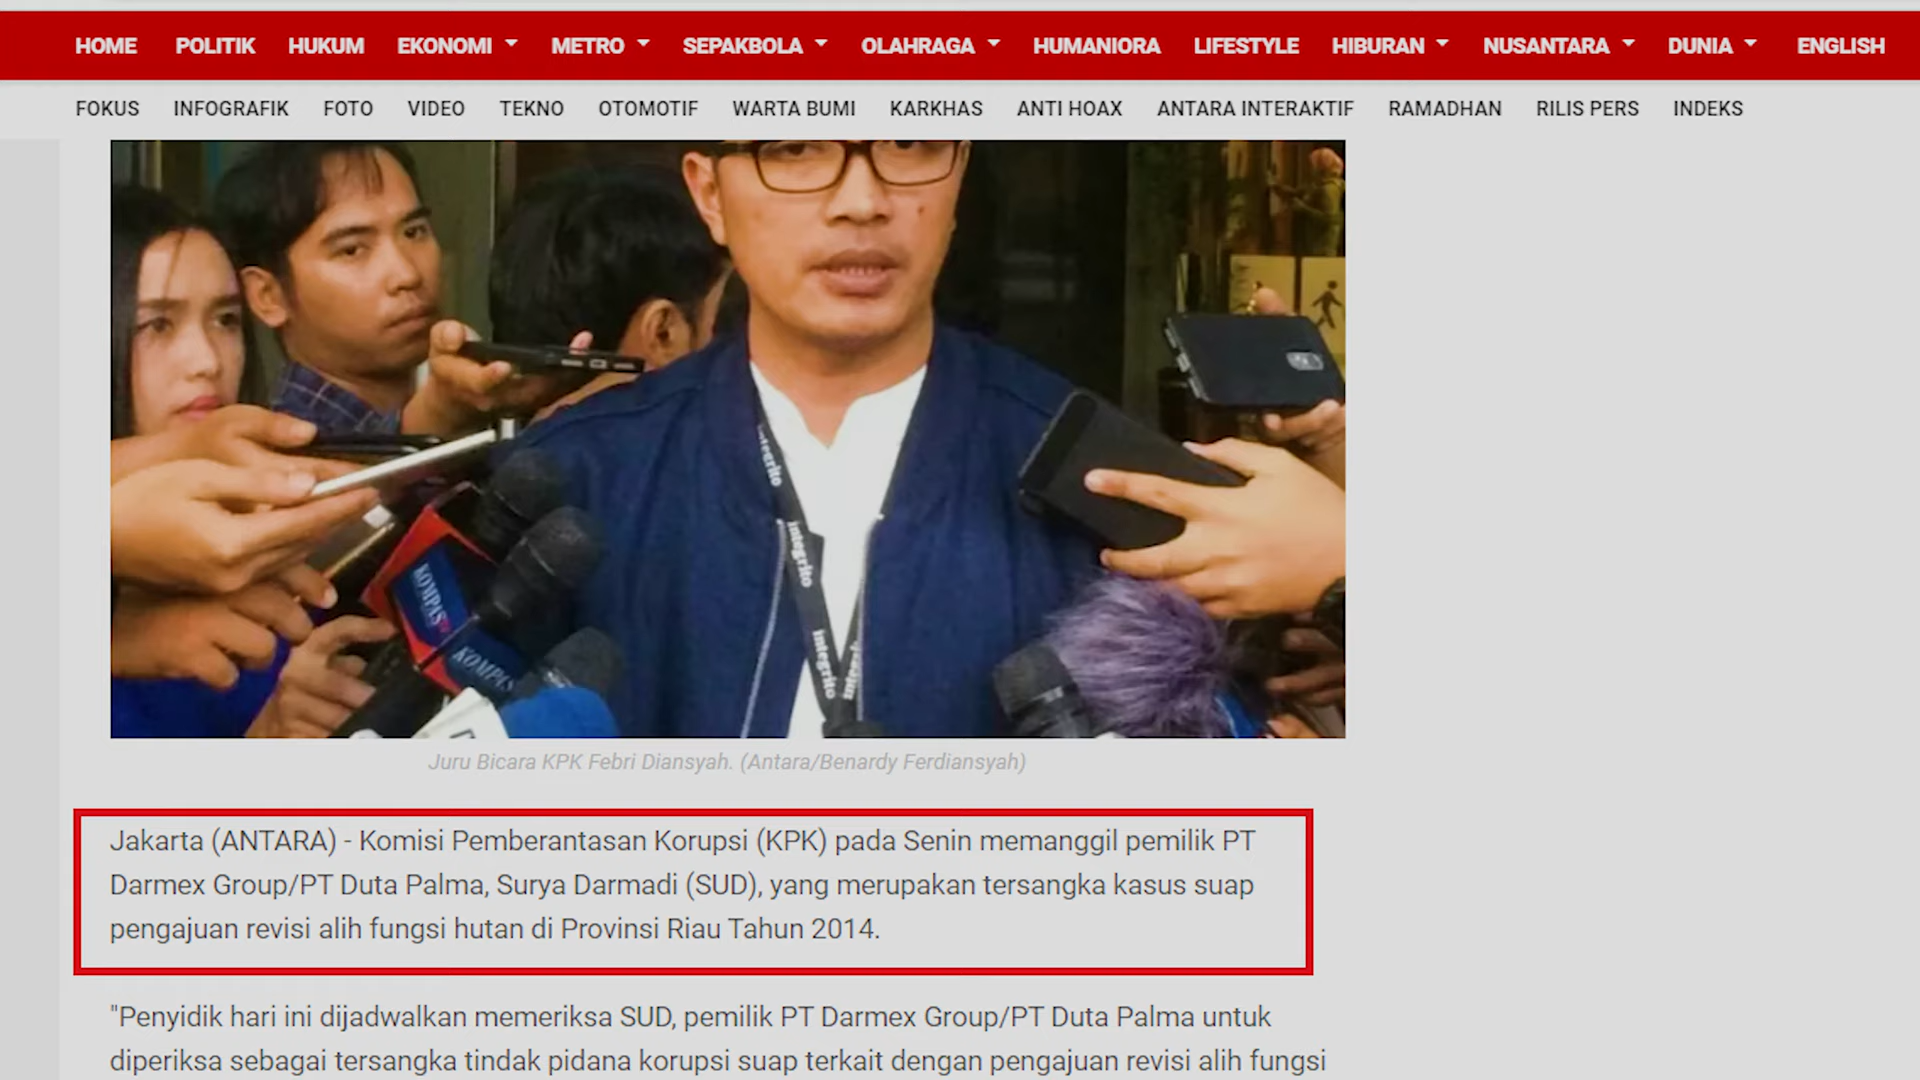 HOME POLITIK HUKUM EKONOMI METRO SEPAKBOLA OLAHRAGA HUMANIORA LIFESTYLE HIBURAN NUSANTARA DUNIA ENGLISH
FOKUS INFOGRAFIK FOTO VIDEO TEKNO OTOMOTIF WARTA BUMI KARKHAS ANTI HOAX ANTARA INTERAKTIF RAMADHAN RILIS PERS INDEKS
integrito
integrito
integrito
KOMPAS
KOMPAS
Juru Bicara KPK Febri Diansyah. (Antara/Benardy Ferdiansyah)
Jakarta (ANTARA) - Komisi Pemberantasan Korupsi (KPK) pada Senin memanggil pemilik PT
Darmex Group/PT Duta Palma, Surya Darmadi (SUD), yang merupakan tersangka kasus suap
pengajuan revisi alih fungsi hutan di Provinsi Riau Tahun 2014.
"Penyidik hari ini dijadwalkan memeriksa SUD, pemilik PT Darmex Group/PT Duta Palma untuk
diperiksa sebagai tersangka tindak pidana korupsi suap terkait dengan pengajuan revisi alih fungsi